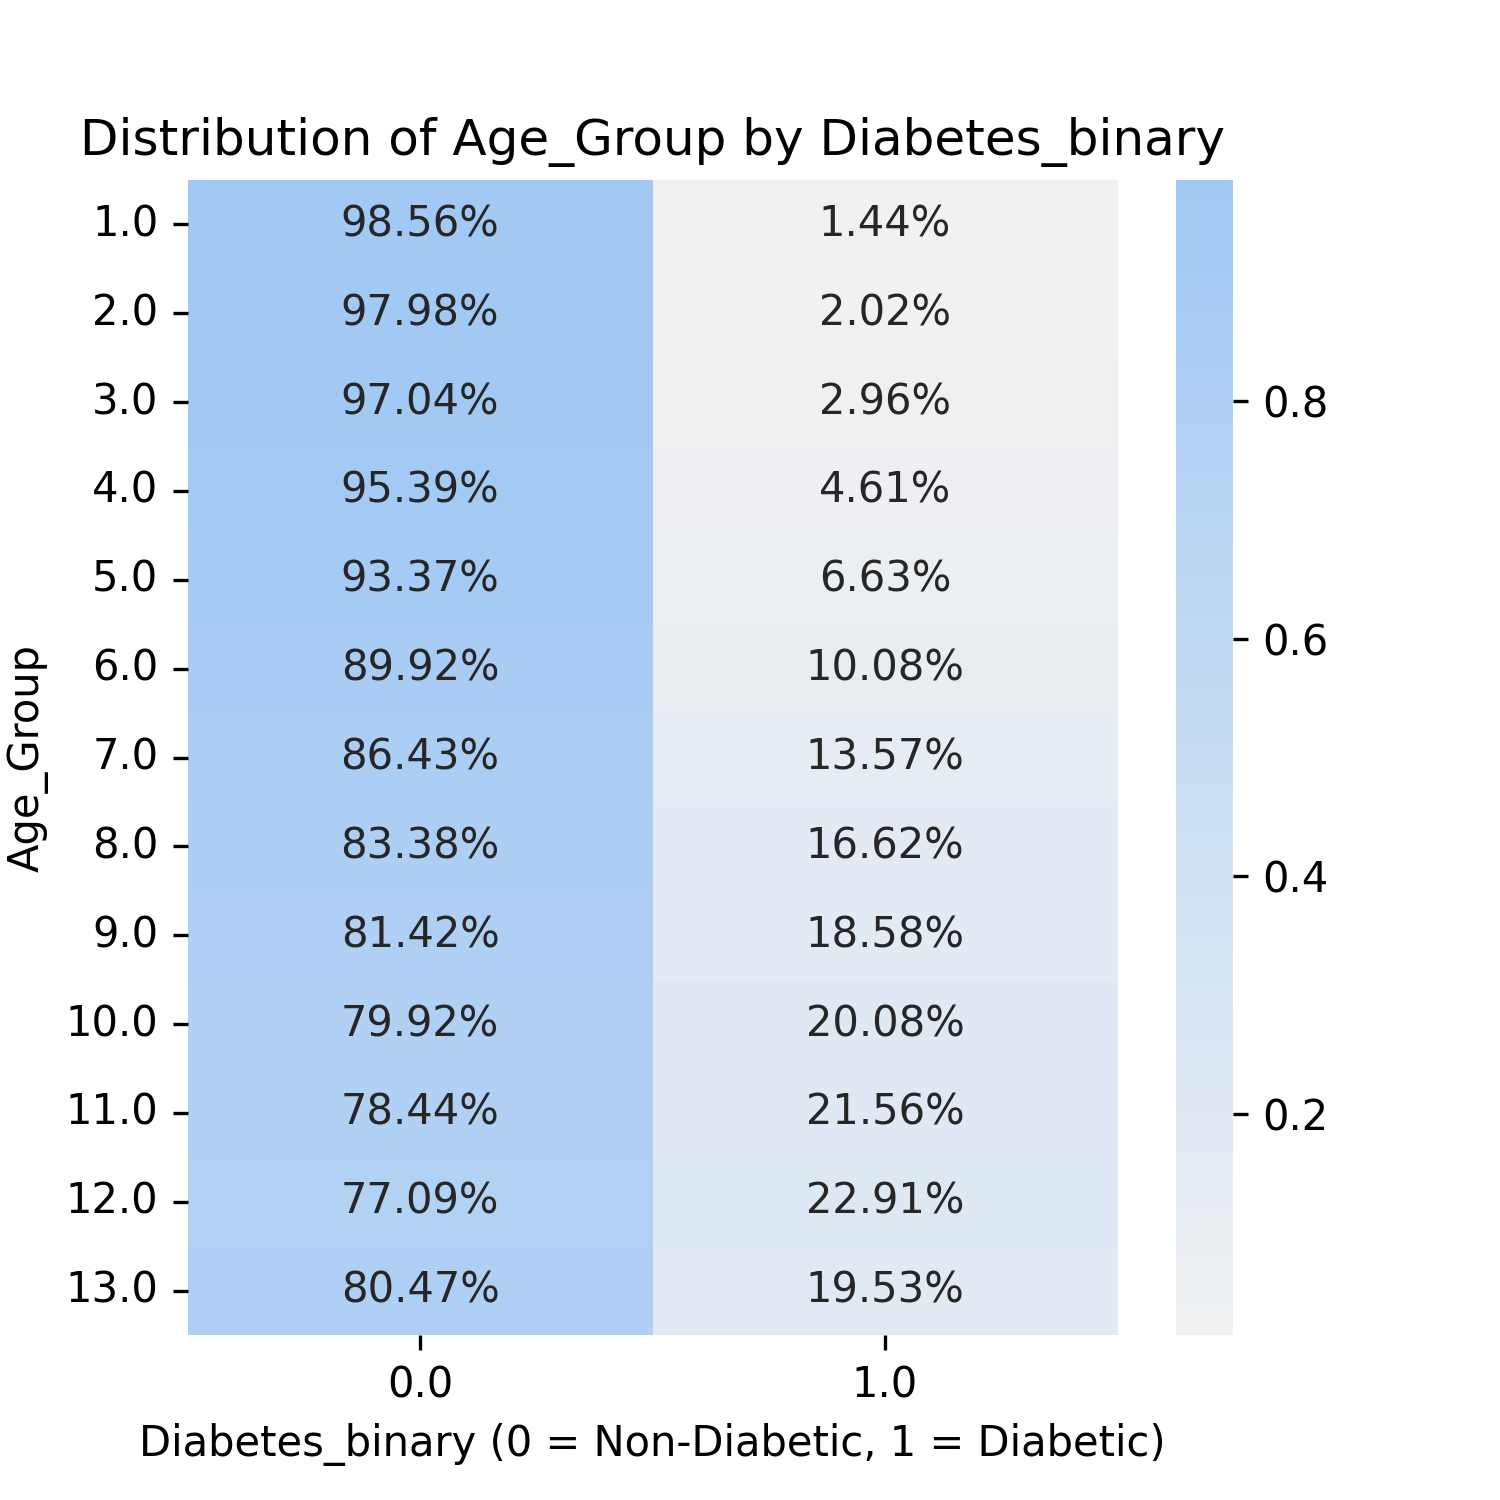 Distribution of Age_Group by Diabetes_binary
Age_Group
1.0 98.56% 1.44%
2.0 97.98% 2.02%
3.0 97.04% 2.96%
4.0 95.39% 4.61%
5.0 93.37% 6.63%
6.0 89.92% 10.08%
7.0 86.43% 13.57%
8.0 83.38% 16.62%
9.0 81.42% 18.58%
10.0 79.92% 20.08%
11.0 78.44% 21.56%
12.0 77.09% 22.91%
13.0 80.47% 19.53%
0.0 1.0
Diabetes_binary (0 = Non-Diabetic, 1 = Diabetic)
0.8
0.6
0.4
0.2